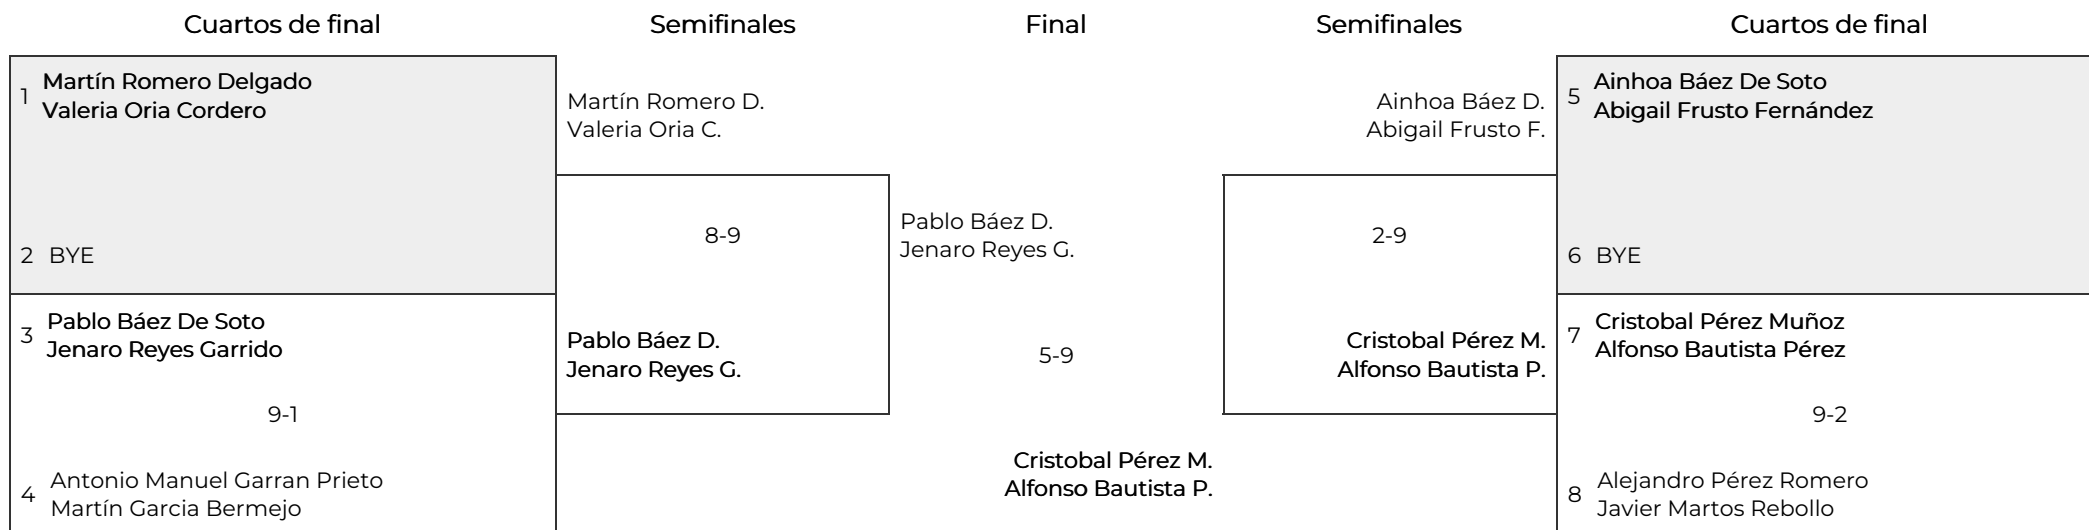 Cuartos de final
Semifinales
Final
Semifinales
Cuartos de final
1
Martín Romero Delgado
Valeria Oria Cordero
2 BYE
3
Pablo Báez De Soto
Jenaro Reyes Garrido
9-1
4
Antonio Manuel Garran Prieto
Martín Garcia Bermejo
Martín Romero D.
Valeria Oria C.
8-9
Pablo Báez D.
Jenaro Reyes G.
Pablo Báez D.
Jenaro Reyes G.
5-9
Cristobal Pérez M.
Alfonso Bautista P.
Ainhoa Báez D.
Abigail Frusto F.
2-9
Cristobal Pérez M.
Alfonso Bautista P.
5
Ainhoa Báez De Soto
Abigail Frusto Fernández
6 BYE
7
Cristobal Pérez Muñoz
Alfonso Bautista Pérez
9-2
8
Alejandro Pérez Romero
Javier Martos Rebollo